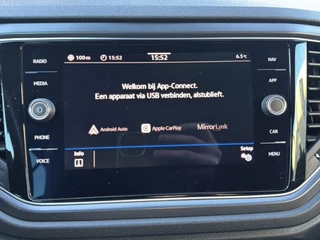 RADIO
MEDIA
PHONE
VOICE
100 m 15:52 15:52 6.5°C
Welkom bij App-Connect.
Een apparaat via USB verbinden, alstublieft.
Android Auto Apple CarPlay MirrorLink
Info Setup
NAV
APP
CAR
MENU